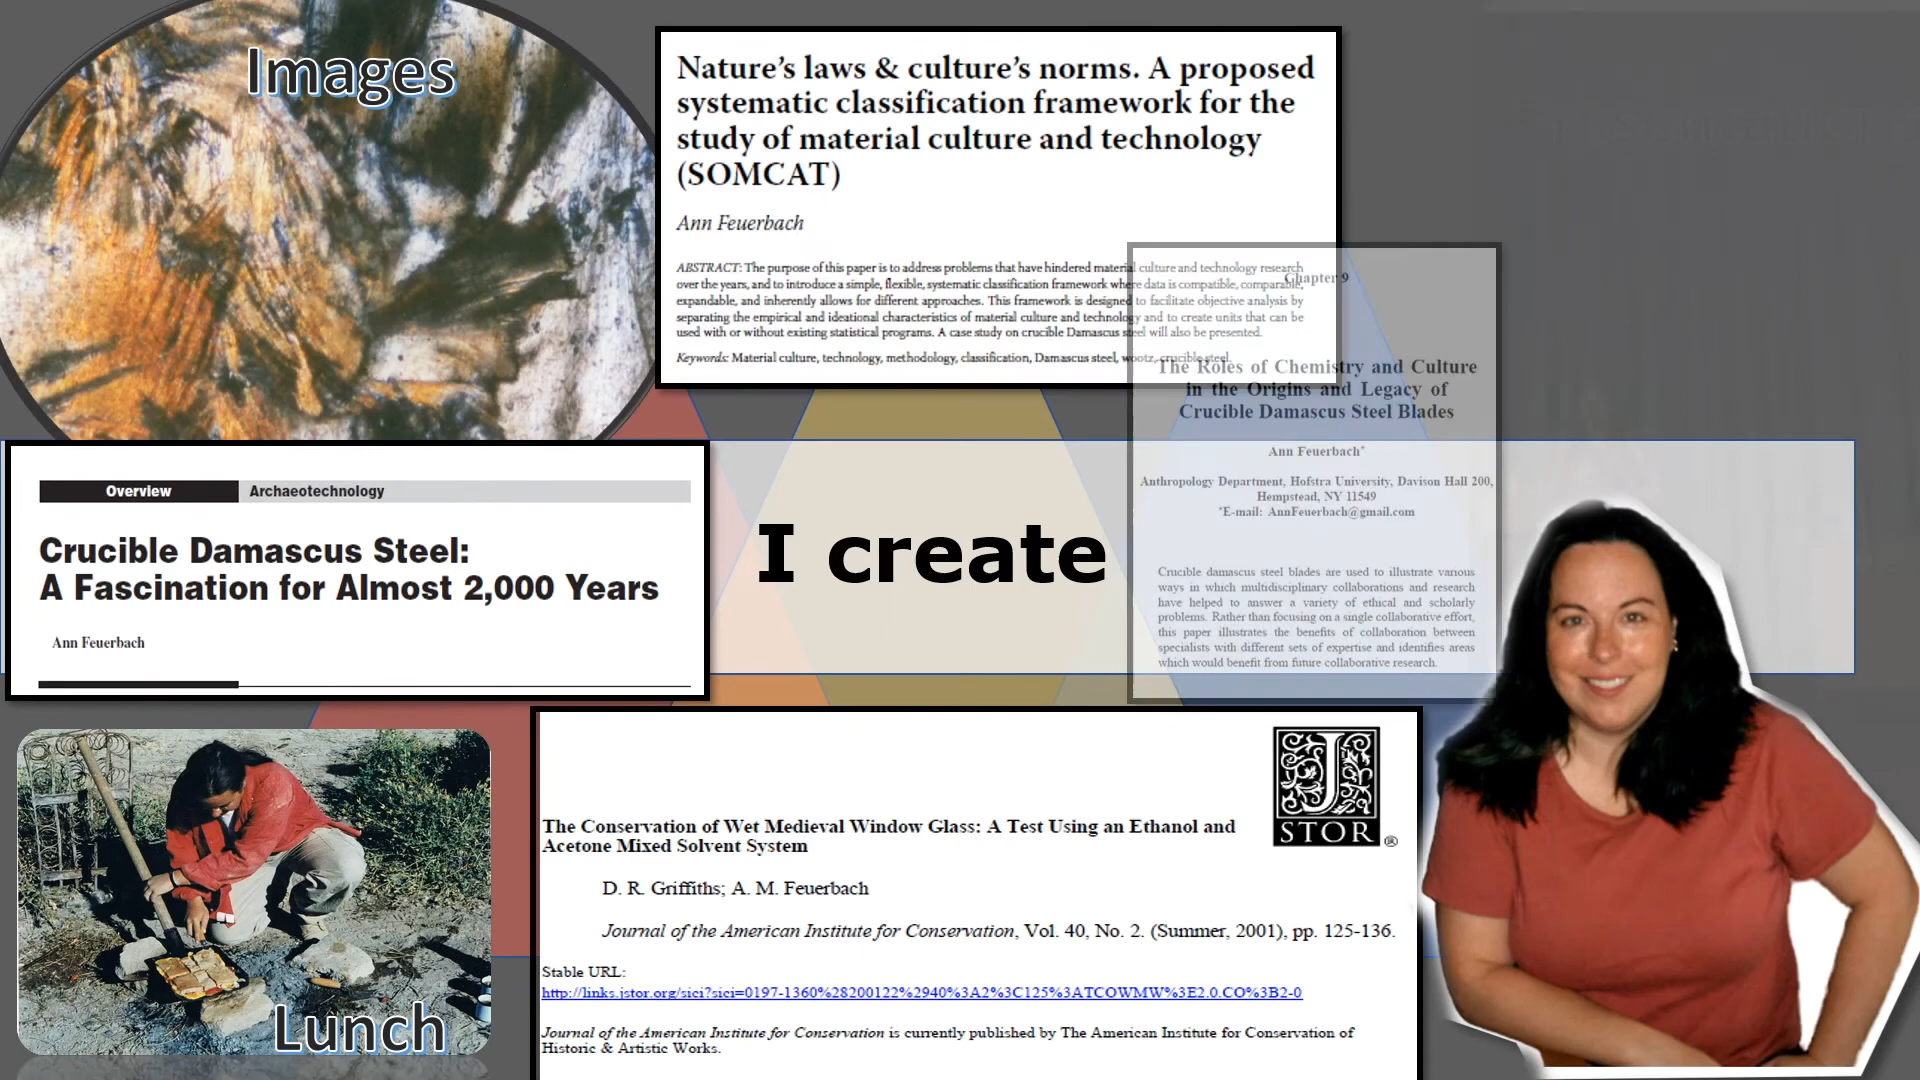 Images
Nature's laws & culture's norms. A proposed
systematic classification framework for the
study of material culture and technology
(SOMCAT)
Ann Feuerbach
ABSTRACT: The purpose of this paper is to address problems that have hindered material culture and technology research
over the years, and to introduce a simple, flexible, systematic classification framework where data is compatible, comparable,
expandable, and inherently allows for different approaches. This framework is designed to facilitate objective analysis by
separating the empirical and ideational characteristics of material culture and technology and to create units that can be
used with or without existing statistical programs. A case study on crucible Damascus steel will also be presented.
Keywords: Material culture, technology, methodology, classification, Damascus steel, wootz, crucible steel.
Chapter 9
The Roles of Chemistry and Culture
in the Origins and Legacy of
Crucible Damascus Steel Blades
Ann Feuerbach*
Anthropology Department, Hofstra University, Davison Hall 200,
Hempstead, NY 11549
*E-mail: AnnFeuerbach@gmail.com
Crucible damascus steel blades are used to illustrate various
ways in which multidisciplinary collaborations and research
have helped to answer a variety of ethical and scholarly
problems. Rather than focusing on a single collaborative effort,
this paper illustrates the benefits of collaboration between
specialists with different sets of expertise and identifies areas
which would benefit from future collaborative research.
Overview Archaeotechnology
Crucible Damascus Steel:
A Fascination for Almost 2,000 Years
Ann Feuerbach
I create
Lunch
JSTOR ®
The Conservation of Wet Medieval Window Glass: A Test Using an Ethanol and
Acetone Mixed Solvent System
D. R. Griffiths; A. M. Feuerbach
Journal of the American Institute for Conservation, Vol. 40, No. 2. (Summer, 2001), pp. 125-136.
Stable URL:
http://links.jstor.org/sici?sici=0197-1360%28200122%2940%3A2%3C125%3ATCOWMW%3E2.0.CO%3B2-0
Journal of the American Institute for Conservation is currently published by The American Institute for Conservation of
Historic & Artistic Works.